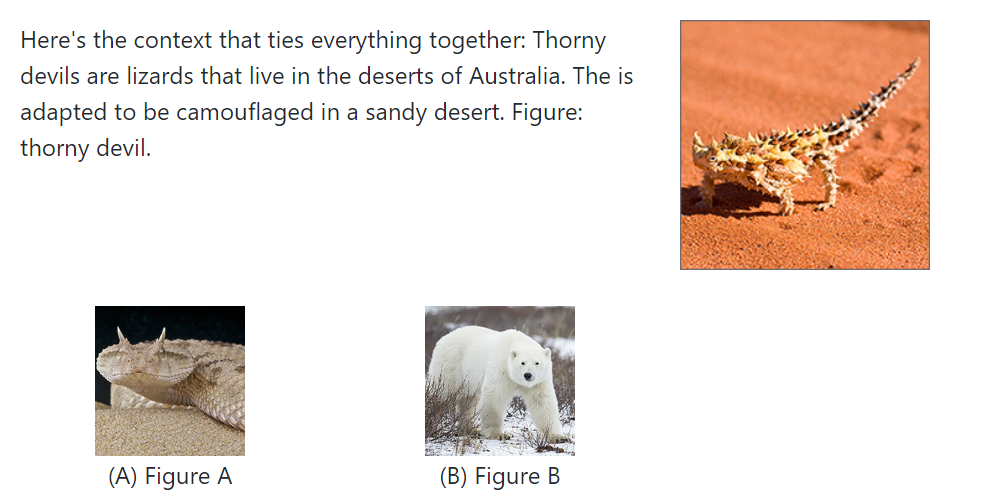 Here's the context that ties everything together: Thorny
devils are lizards that live in the deserts of Australia. The is
adapted to be camouflaged in a sandy desert. Figure:
thorny devil.
(A) Figure A
(B) Figure B